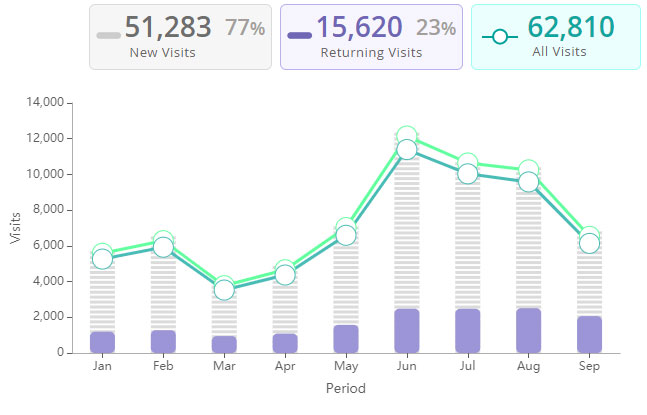 51,283 77%
New Visits
15,620 23%
Returning Visits
62,810
All Visits
14,000
12,000
10,000
8,000
6,000
4,000
2,000
0
Visits
Jan Feb Mar Apr May Jun Jul Aug Sep
Period